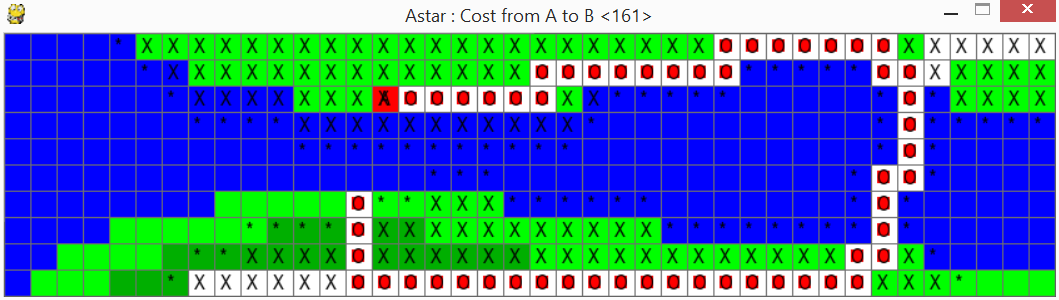 Astar : Cost from A to B <161>
* X X X X X X X X X X X X X X X X X X X X X X X X X X X X
* X X X X X X X X X X X X X X * * * * * X X X X X
* X X X X X X X X X * * * * * * * X X X X
* * * * X X X X X X X X X X X * * * * * * *
* * * * * * * * * * * * *
* * * * *
* * X X X * * * * * * * *
* * * * X X X X X X X X X X X * * * * * * * * *
* * X X X X X X X X X X X X X X X X X X X X X X X *
* X X X X X X X X X *